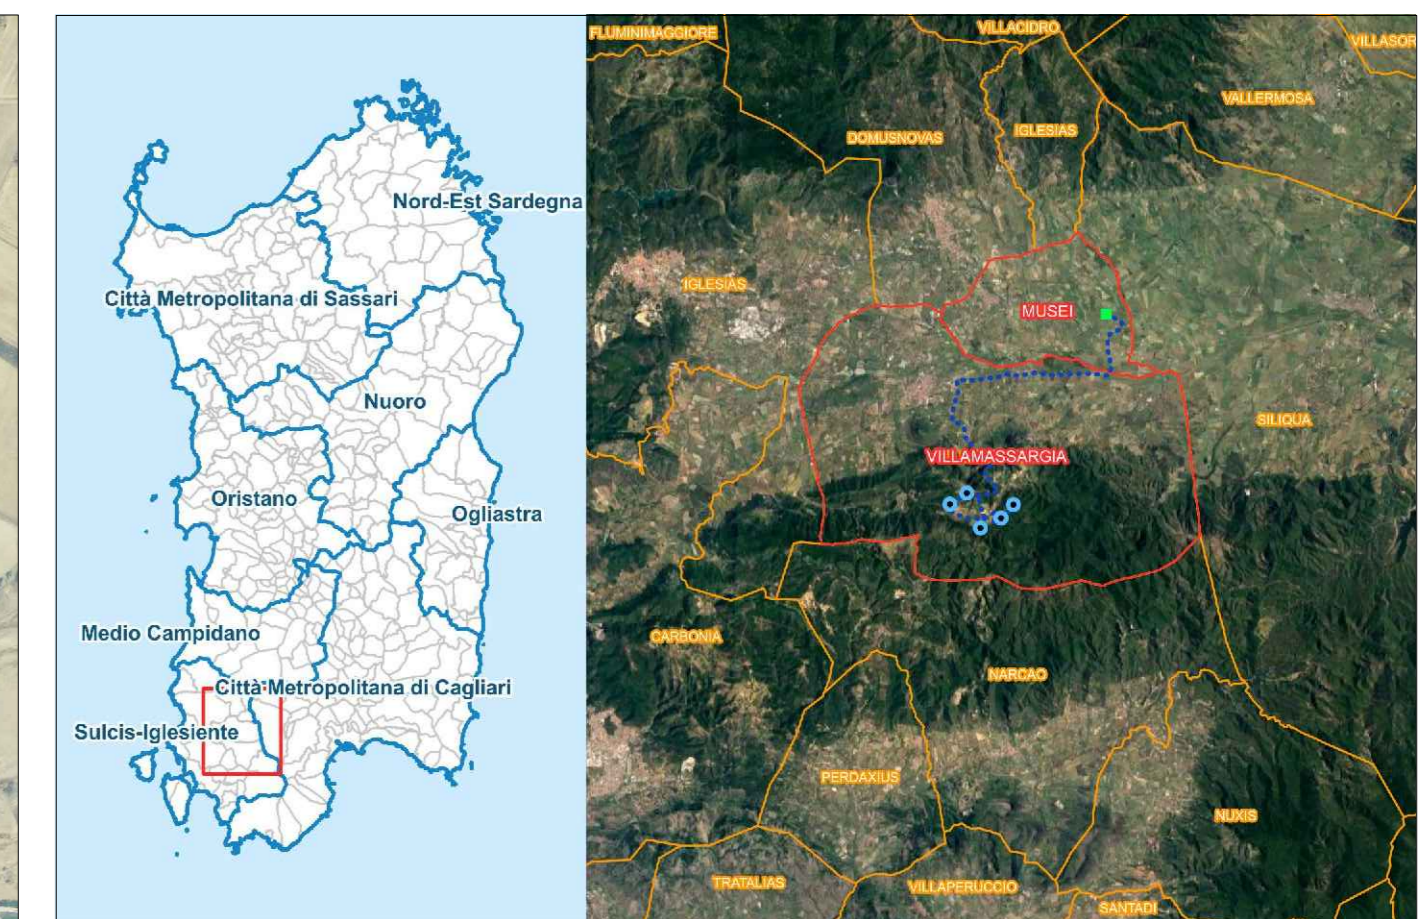 Nord-Est Sardegna
Città Metropolitana di Sassari
Nuoro
Oristano
Ogliastra
Medio Campidano
Città Metropolitana di Cagliari
Sulcis-Iglesiente
FLUMINIMAGGIORE
VILLACIDRO
VILLASOR
VALLERMOSA
DOMUSNOVAS
IGLESIAS
IGLESIAS
MUSEI
SILIQUA
VILLAMASSARGIA
CARBONIA
NARCAO
PERDAXIUS
NUXIS
TRATALIAS
VILLAPERUCCIO
SANTADI